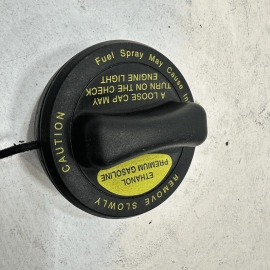 CAUTION
Fuel Spray May Cause In
REMOVE SLOWLY
A LOOSE CAP MAY
TURN ON THE CHECK
ENGINE LIGHT
ETHANOL
PREMIUM GASOLINE